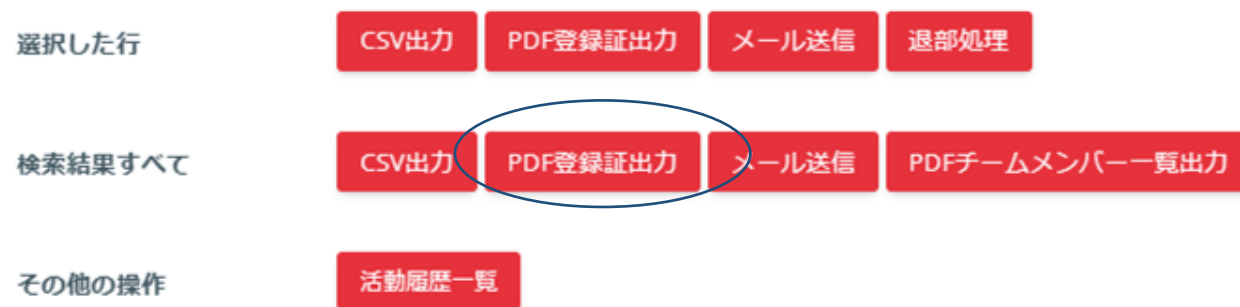 選択した行 CSV出力 PDF登録証出力 メール送信 退部処理
検索結果すべて CSV出力 PDF登録証出力 メール送信 PDFチームメンバー一覧出力
その他の操作 活動履歴一覧